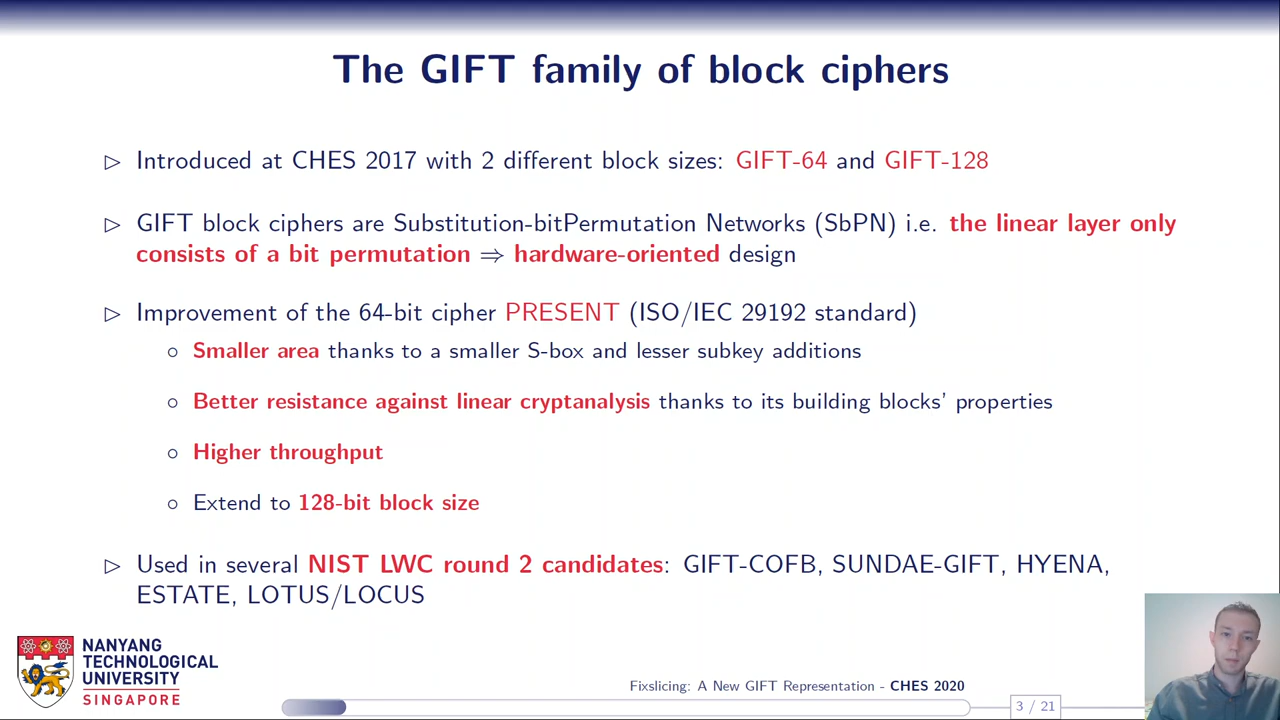 The GIFT family of block ciphers
▷ Introduced at CHES 2017 with 2 different block sizes: GIFT-64 and GIFT-128
▷ GIFT block ciphers are Substitution-bitPermutation Networks (SbPN) i.e. the linear layer only
consists of a bit permutation ⇒ hardware-oriented design
▷ Improvement of the 64-bit cipher PRESENT (ISO/IEC 29192 standard)
○ Smaller area thanks to a smaller S-box and lesser subkey additions
○ Better resistance against linear cryptanalysis thanks to its building blocks' properties
○ Higher throughput
○ Extend to 128-bit block size
▷ Used in several NIST LWC round 2 candidates: GIFT-COFB, SUNDAE-GIFT, HYENA,
ESTATE, LOTUS/LOCUS
NANYANG
TECHNOLOGICAL
UNIVERSITY
SINGAPORE
Fixslicing: A New GIFT Representation - CHES 2020
3 / 21